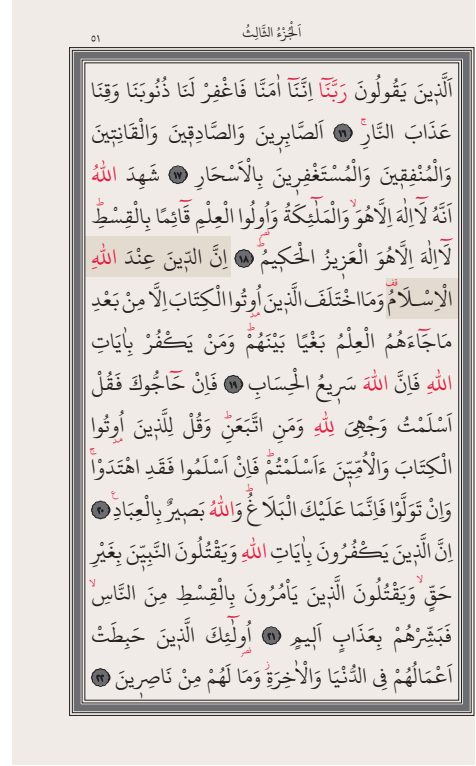 اَلْجُزْءُ الثَّالِثُ
٥١
اَلَّذٖينَ يَقُولُونَ رَبَّنَٓا اِنَّنَٓا اٰمَنَّا فَاغْفِرْ لَنَا ذُنُوبَنَا وَقِنَا
عَذَابَ النَّارِۚ ﴿١٦﴾ اَلصَّابِرٖينَ وَالصَّادِقٖينَ وَالْقَانِتٖينَ
وَالْمُنْفِقٖينَ وَالْمُسْتَغْفِرٖينَ بِالْاَسْحَارِ ﴿١٧﴾ شَهِدَ اللّٰهُ
اَنَّهُ لَٓا اِلٰهَ اِلَّا هُوَۙ وَالْمَلٰٓئِكَةُ وَاُولُوا الْعِلْمِ قَٓائِمًا بِالْقِسْطِؕ
لَٓا اِلٰهَ اِلَّا هُوَ الْعَزٖيزُ الْحَكٖيمُؕ ﴿١٨﴾ اِنَّ الدّٖينَ عِنْدَ اللّٰهِ
الْاِسْلَامُ وَمَا اخْتَلَفَ الَّذٖينَ اُوتُوا الْكِتَابَ اِلَّا مِنْ بَعْدِ
مَا جَٓاءَهُمُ الْعِلْمُ بَغْيًا بَيْنَهُمْؕ وَمَنْ يَكْفُرْ بِاٰيَاتِ
اللّٰهِ فَاِنَّ اللّٰهَ سَرٖيعُ الْحِسَابِ ﴿١٩﴾ فَاِنْ حَٓاجُّوكَ فَقُلْ
اَسْلَمْتُ وَجْهِىَ لِلّٰهِ وَمَنِ اتَّبَعَنِؕ وَقُلْ لِلَّذٖينَ اُوتُوا
الْكِتَابَ وَالْاُمِّيّٖنَ ءَاَسْلَمْتُمْؕ فَاِنْ اَسْلَمُوا فَقَدِ اهْتَدَوْاۚ
وَاِنْ تَوَلَّوْا فَاِنَّمَا عَلَيْكَ الْبَلَاغُؕ وَاللّٰهُ بَصٖيرٌ بِالْعِبَادِۚ ﴿٢٠﴾
اِنَّ الَّذٖينَ يَكْفُرُونَ بِاٰيَاتِ اللّٰهِ وَيَقْتُلُونَ النَّبِيّٖنَ بِغَيْرِ
حَقٍّۙ وَيَقْتُلُونَ الَّذٖينَ يَاْمُرُونَ بِالْقِسْطِ مِنَ النَّاسِۙ
فَبَشِّرْهُمْ بِعَذَابٍ اَلٖيمٍ ﴿٢١﴾ اُولٰٓئِكَ الَّذٖينَ حَبِطَتْ
اَعْمَالُهُمْ فِى الدُّنْيَا وَالْاٰخِرَةِؗ وَمَا لَهُمْ مِنْ نَاصِرٖينَ ﴿٢٢﴾